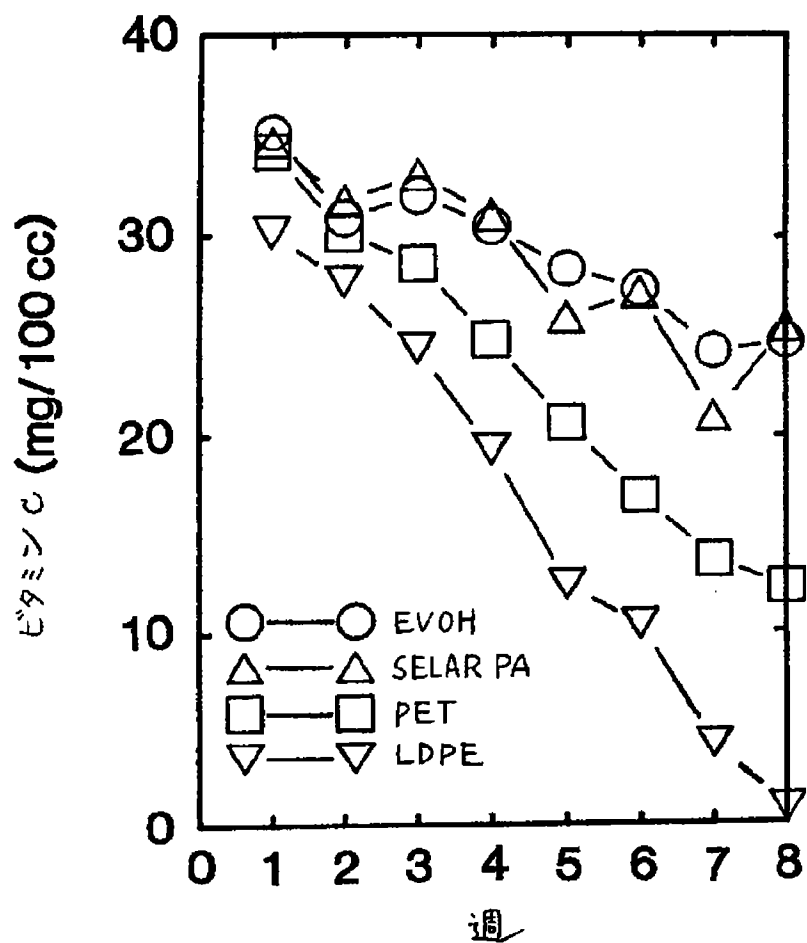 40
30
20
10
0
ビタミンC (mg/100 cc)
EVOH
SELAR PA
PET
LDPE
0 1 2 3 4 5 6 7 8
週